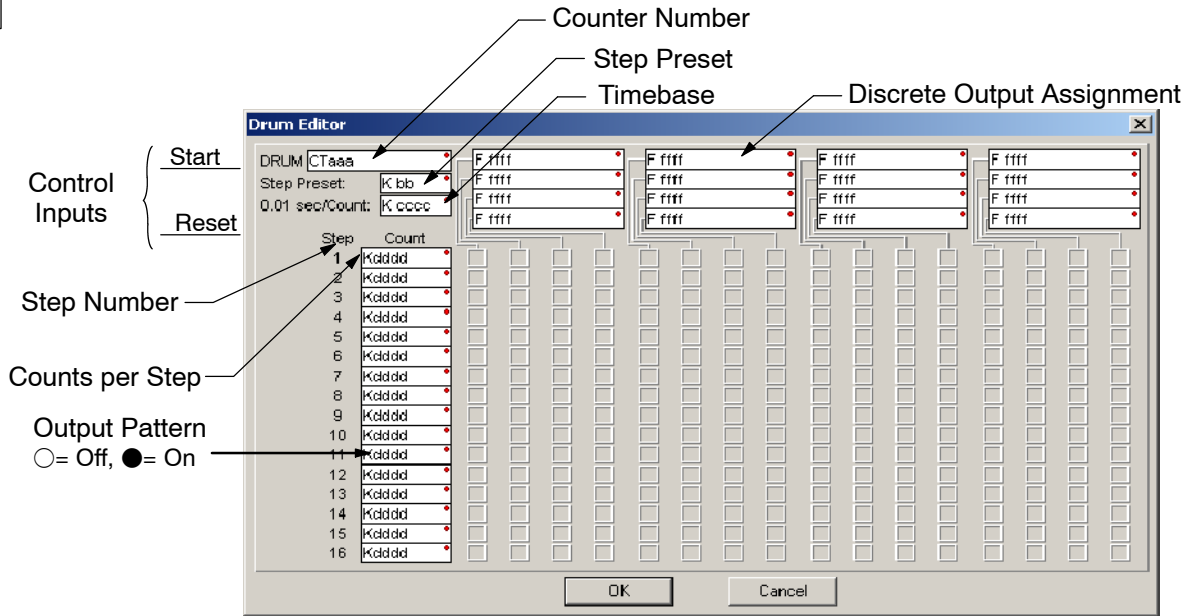 Counter Number
Step Preset
Timebase
Discrete Output Assignment
Control
Inputs
Start
Reset
Step Number
Counts per Step
Output Pattern
○= Off, ●= On
Drum Editor
DRUM CTaaa
Step Preset: K bb
0.01 sec/Count: K cccc
F ffff F ffff F ffff F ffff
F ffff F ffff F ffff F ffff
F ffff F ffff F ffff F ffff
F ffff F ffff F ffff F ffff
Step Count
1 Kdddd
2 Kdddd
3 Kdddd
4 Kdddd
5 Kdddd
6 Kdddd
7 Kdddd
8 Kdddd
9 Kdddd
10 Kdddd
11 Kdddd
12 Kdddd
13 Kdddd
14 Kdddd
15 Kdddd
16 Kdddd
OK Cancel